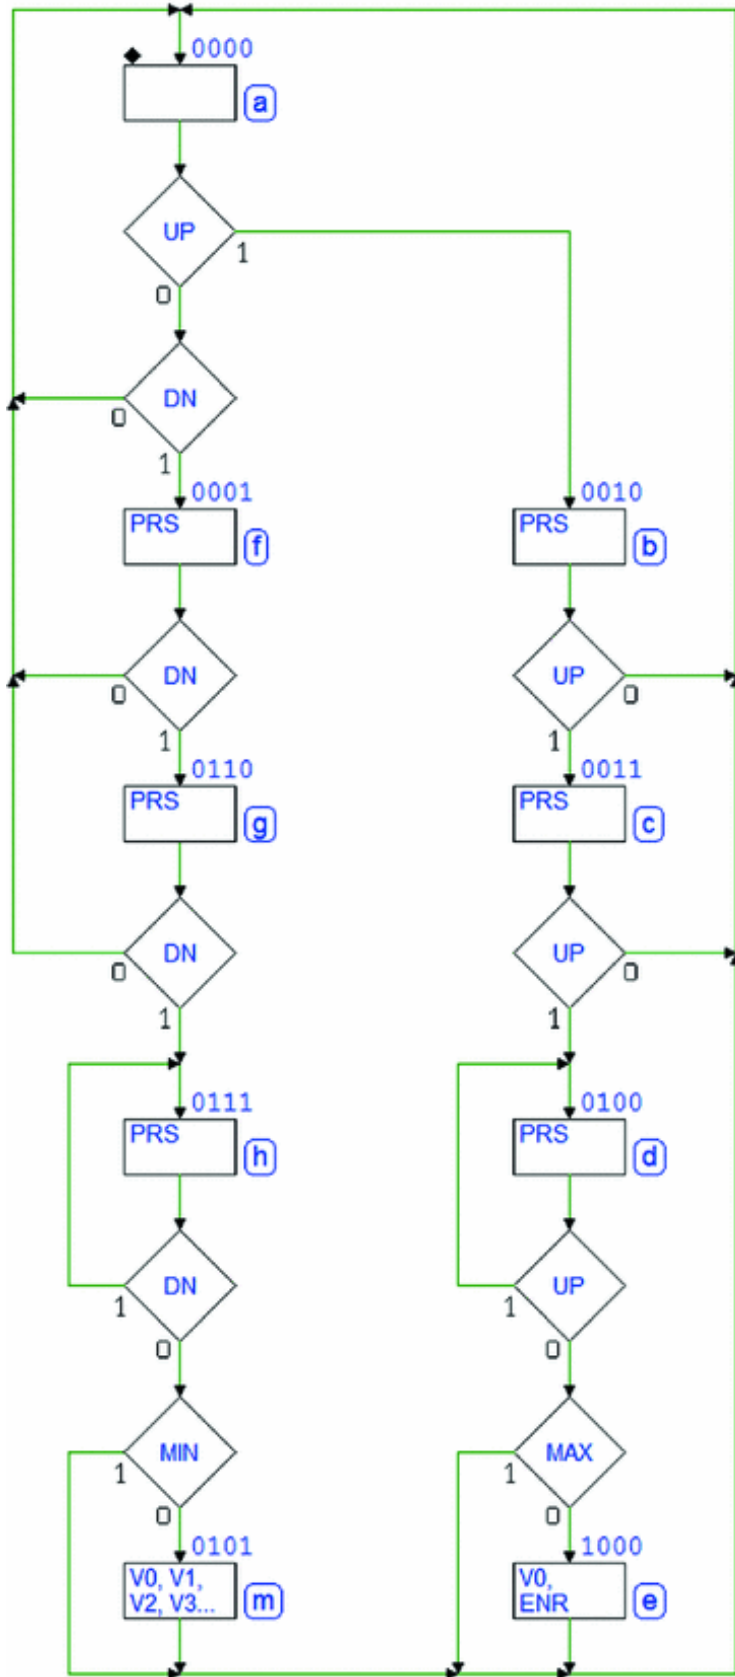 0000
a
UP
1
0
DN
0
1
0001
0010
PRS
f
PRS
b
DN
UP
0
0
1
1
0110
0011
PRS
g
PRS
c
DN
UP
0
0
1
1
0111
0100
PRS
h
PRS
d
DN
UP
1
1
0
0
MIN
MAX
1
1
0
0
0101
1000
V0, V1,
V2, V3...
m
V0,
ENR
e